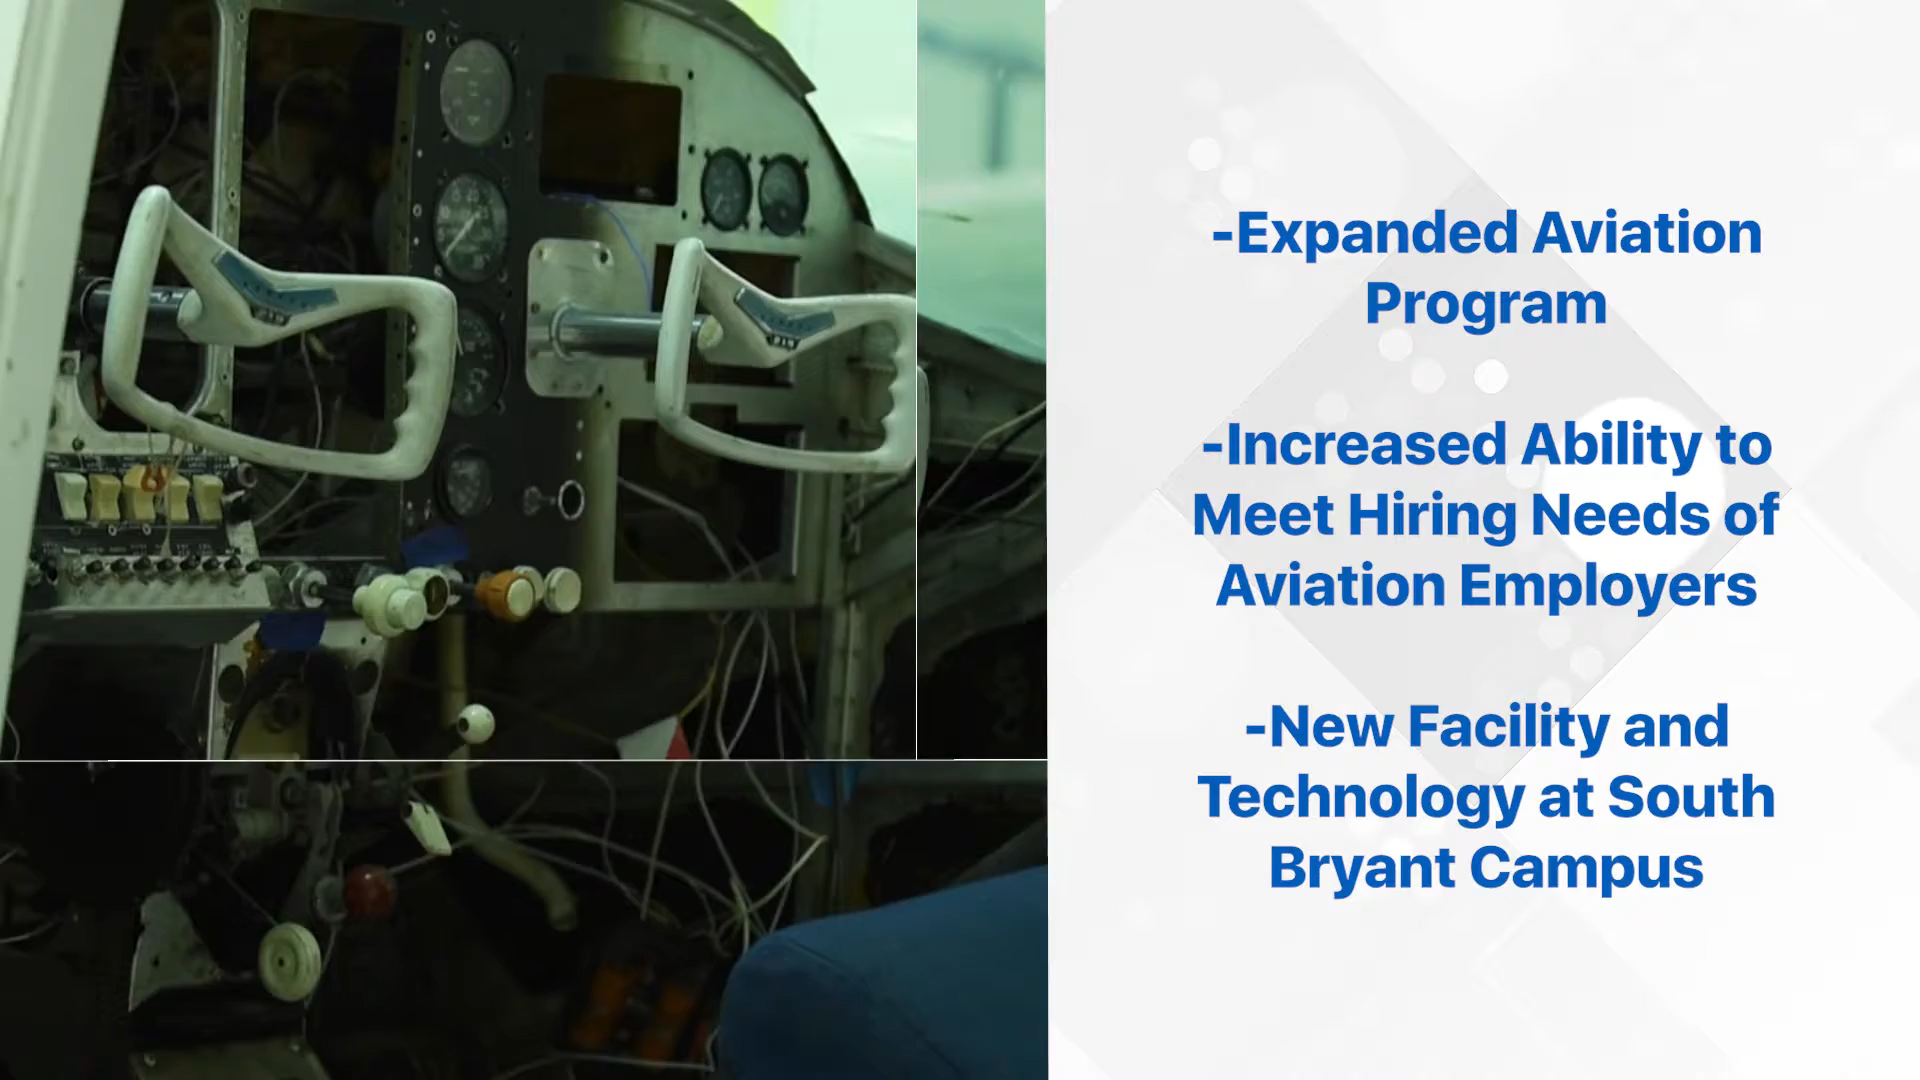 -Expanded Aviation
Program
-Increased Ability to
Meet Hiring Needs of
Aviation Employers
-New Facility and
Technology at South
Bryant Campus